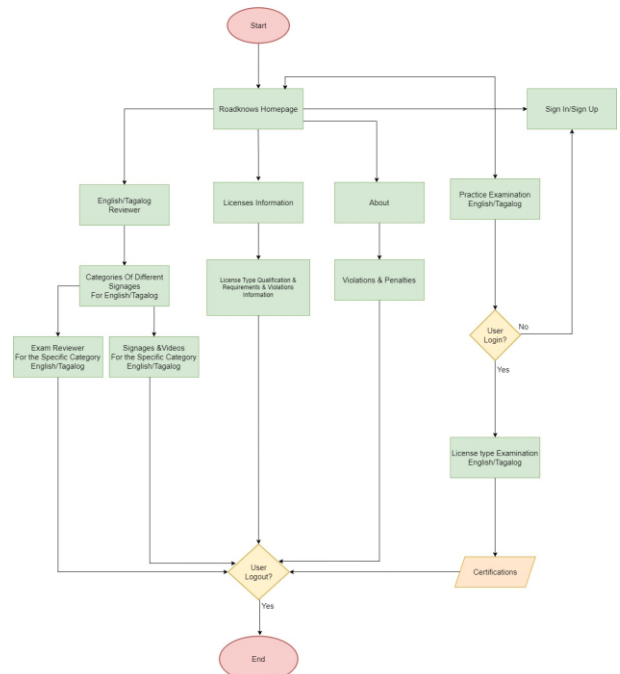 Start
Roadknows Homepage
Sign In/Sign Up
English/Tagalog
Reviewer
Licenses Information
About
Practice Examination
English/Tagalog
Categories Of Different
Signages
For English/Tagalog
License Type Qualification &
Requirements & Violations
Information
Violations & Penalties
Exam Reviewer
For the Specific Category
English/Tagalog
Signages &Videos
For the Specific Category
English/Tagalog
User
Login?
No
Yes
License type Examination
English/Tagalog
User
Logout?
Certifications
Yes
End